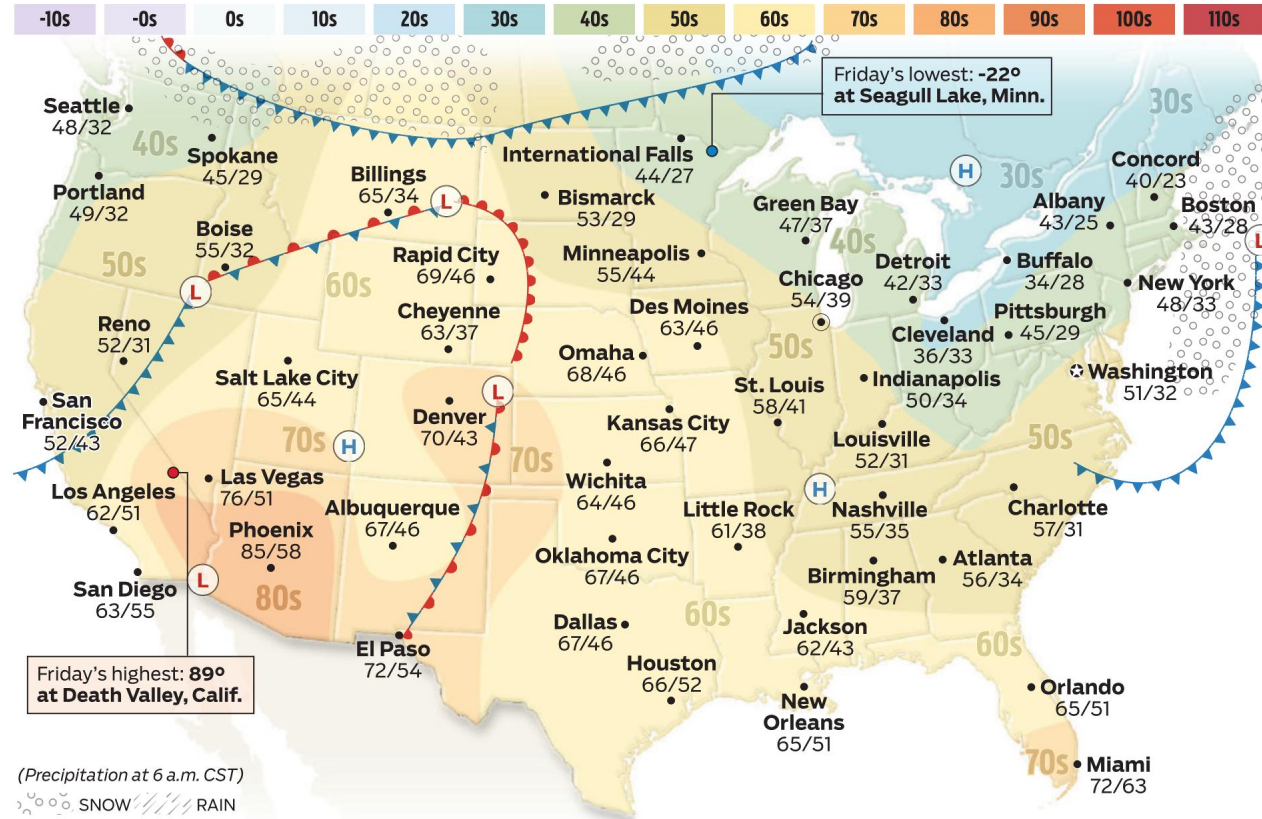 -10s -0s 0s 10s 20s 30s 40s 50s 60s 70s 80s 90s 100s 110s
Friday's lowest: -22º
at Seagull Lake, Minn.
Seattle
48/32
40s
Spokane
45/29
Portland
49/32
Billings
65/34
L
International Falls
44/27
Bismarck
53/29
H
30s
30s
Concord
40/23
Albany
43/25
Boston
43/28
L
Green Bay
47/37
40s
Boise
55/32
50s
L
60s
Rapid City
69/46
Minneapolis
55/44
Chicago
54/39
Detroit
42/33
Buffalo
34/28
New York
48/33
Reno
52/31
Cheyenne
63/37
Des Moines
63/46
50s
Cleveland
36/33
Pittsburgh
45/29
Omaha
68/46
Salt Lake City
65/44
Washington
51/32
San
Francisco
52/43
L
Denver
70/43
St. Louis
58/41
Indianapolis
50/34
Kansas City
66/47
Louisville
52/31
50s
70s
H
70s
Las Vegas
76/51
Los Angeles
62/51
Wichita
64/46
H
Albuquerque
67/46
Little Rock
61/38
Nashville
55/35
Charlotte
57/31
Phoenix
85/58
Oklahoma City
67/46
Birmingham
59/37
Atlanta
56/34
L
San Diego
63/55
80s
60s
Dallas
67/46
Jackson
62/43
60s
El Paso
72/54
Houston
66/52
Friday's highest: 89º
at Death Valley, Calif.
New
Orleans
65/51
Orlando
65/51
70s
Miami
72/63
(Precipitation at 6 a.m. CST)
SNOW RAIN